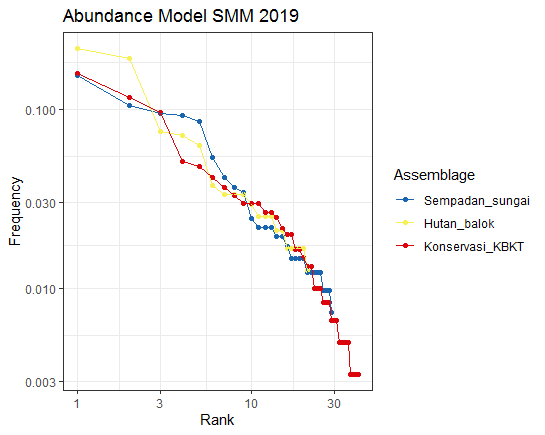 Abundance Model SMM 2019
0.100
0.030
0.010
0.003
Frequency
1 3 10 30
Rank
Assemblage
Sempadan_sungai
Hutan_balok
Konservasi_KBKT